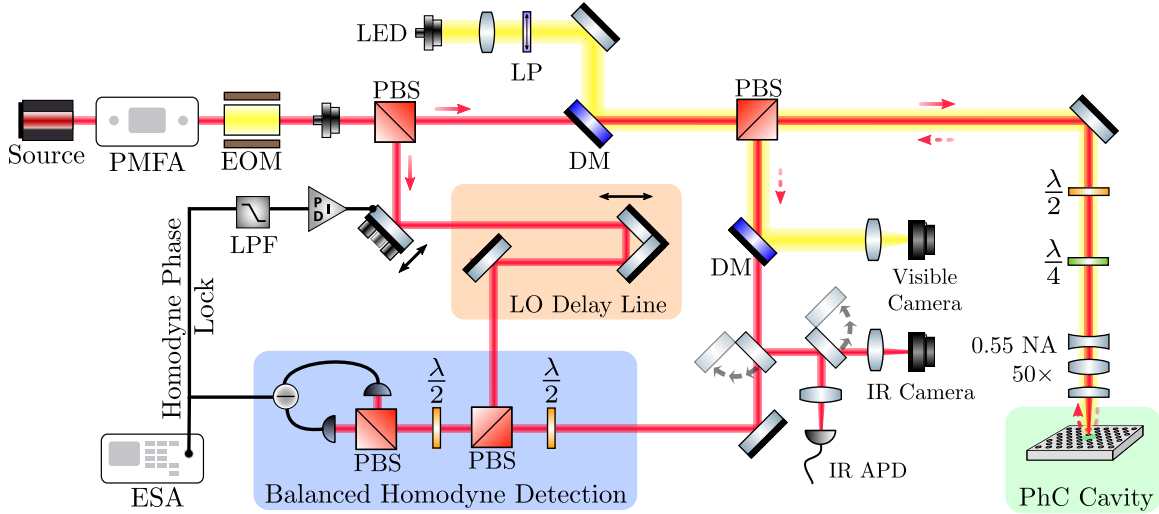 LED
LP
PBS
PBS
Source
PMFA
EOM
DM
λ/2
λ/4
LPF
P I D
DM
Visible
Camera
LO Delay Line
Homodyne Phase
Lock
0.55 NA
50×
IR Camera
λ/2
λ/2
PBS
PBS
IR APD
ESA
Balanced Homodyne Detection
PhC Cavity